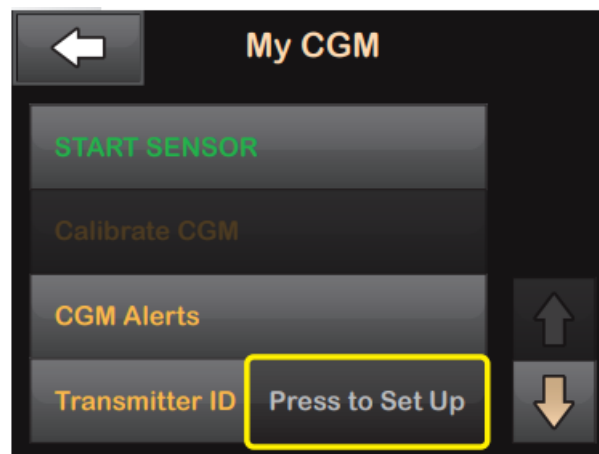 My CGM
START SENSOR
Calibrate CGM
CGM Alerts
Transmitter ID Press to Set Up